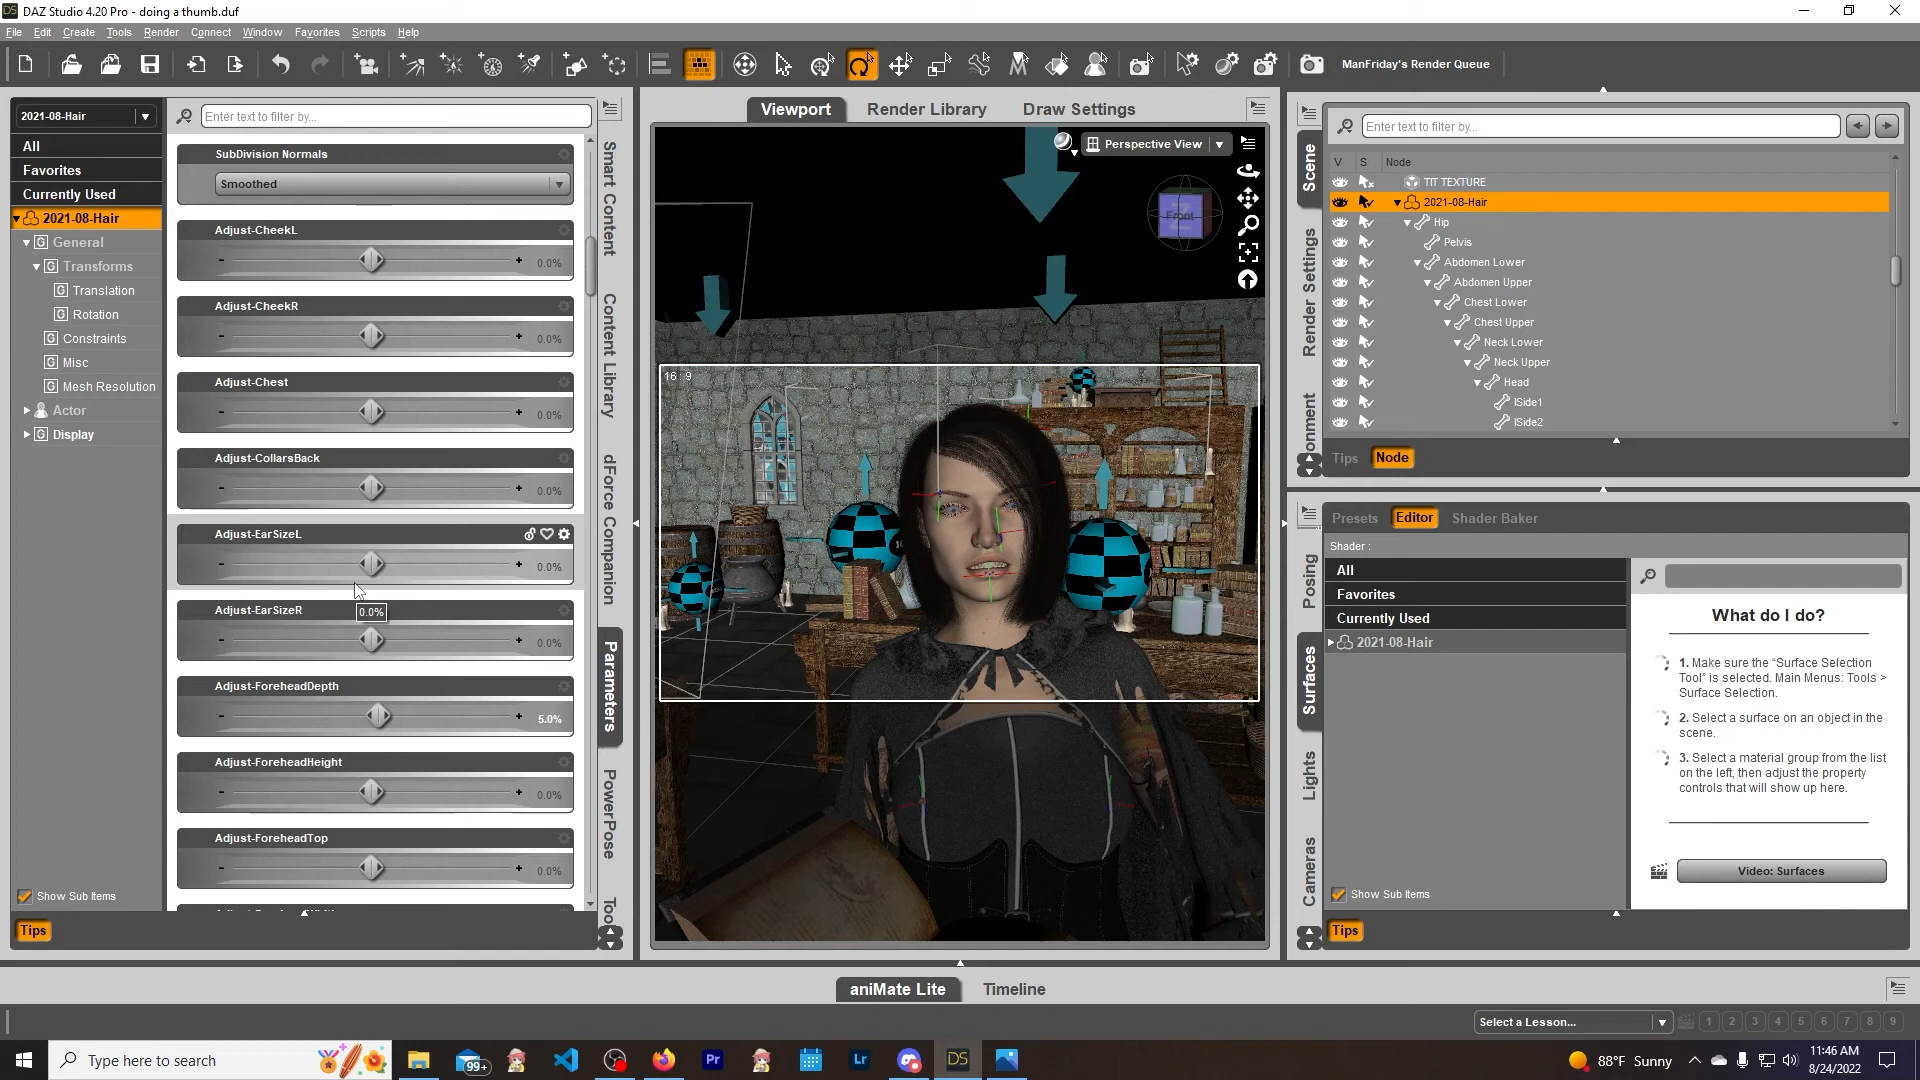 DAZ Studio 4.20 Pro - doing a thumb.duf
File Edit Create Tools Render Connect Window Favorites Scripts Help
ManFriday's Render Queue
2021-08-Hair
All
Favorites
Currently Used
2021-08-Hair
General
Transforms
Translation
Rotation
Constraints
Misc
Mesh Resolution
Actor
Display
Show Sub Items
Tips
Enter text to filter by...
SubDivision Normals
Smoothed
Adjust-CheekL
0.0%
Adjust-CheekR
0.0%
Adjust-Chest
0.0%
Adjust-CollarsBack
0.0%
Adjust-EarSizeL
0.0%
0.0%
Adjust-EarSizeR
0.0%
Adjust-ForeheadDepth
5.0%
Adjust-ForeheadHeight
0.0%
Adjust-ForeheadTop
0.0%
Smart Content
Content Library
dForce Companion
Parameters
PowerPose
Tool
Viewport Render Library Draw Settings
Perspective View
Front
16 : 9
Scene
Render Settings
onment
Enter text to filter by...
V S Node
TIT TEXTURE
2021-08-Hair
Hip
Pelvis
Abdomen Lower
Abdomen Upper
Chest Lower
Chest Upper
Neck Lower
Neck Upper
Head
lSide1
lSide2
Tips Node
Posing
Surfaces
Lights
Cameras
Presets Editor Shader Baker
Shader :
All
Favorites
Currently Used
2021-08-Hair
Show Sub Items
Tips
What do I do?
1. Make sure the “Surface Selection
Tool” is selected. Main Menus: Tools >
Surface Selection.
2. Select a surface on an object in the
scene.
3. Select a material group from the list
on the left, then adjust the property
controls that will show up here.
Video: Surfaces
aniMate Lite Timeline
Select a Lesson...
1 2 3 4 5 6 7 8 9
Type here to search
99+
Pr
Lr
DS
88°F Sunny
11:46 AM
8/24/2022